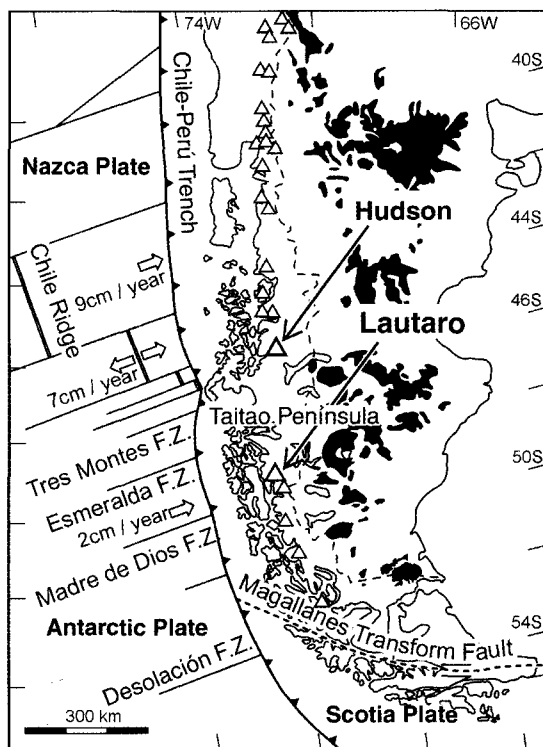 74W
66W
40S
Chile-Perú Trench
Nazca Plate
Hudson
44S
9cm / year
Chile Ridge
46S
Lautaro
7cm / year
Taitao Península
Tres Montes F.Z.
50S
Esmeralda F.Z.
2cm / year
Madre de Dios F.Z.
Magallanes Transform Fault
54S
Antarctic Plate
Desolación F.Z.
Scotia Plate
300 km